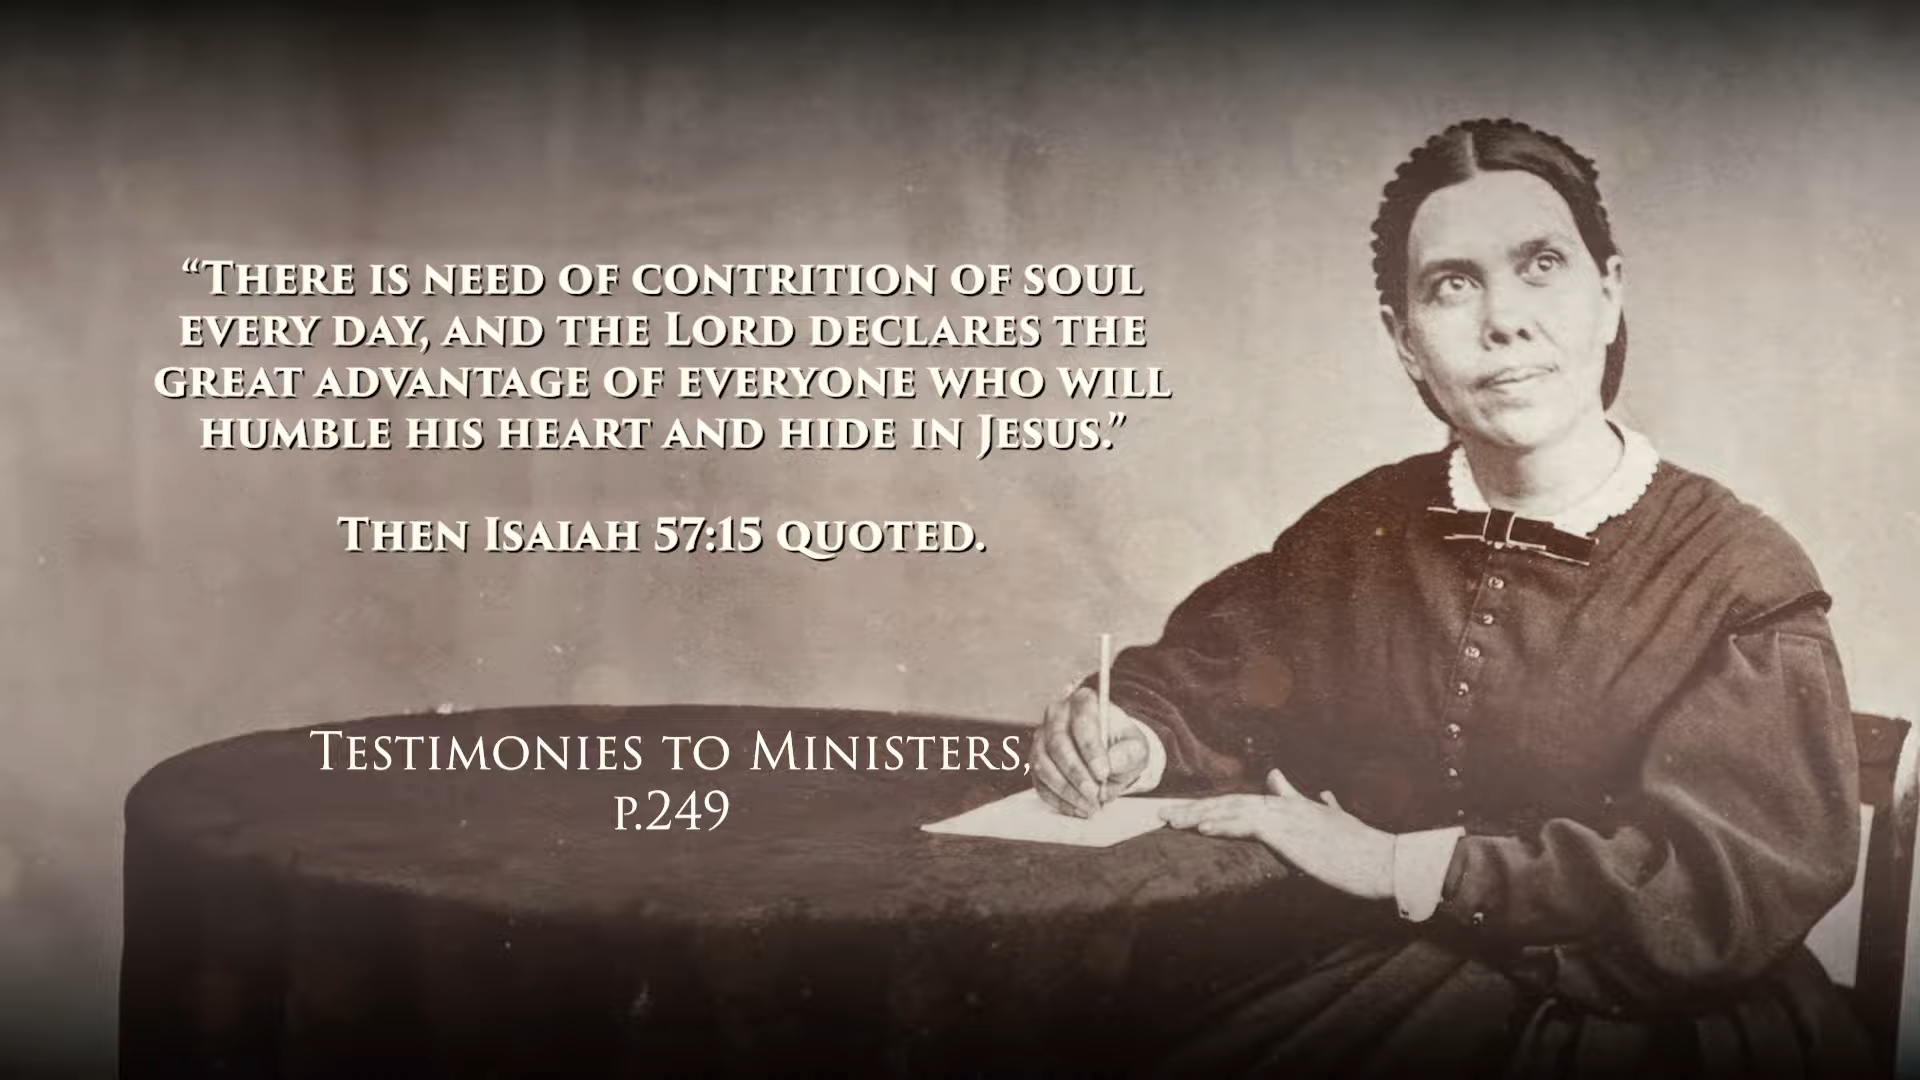 “There is need of contrition of soul
every day, and the Lord declares the
great advantage of everyone who will
humble his heart and hide in Jesus.”
Then Isaiah 57:15 quoted.
Testimonies to Ministers,
p.249